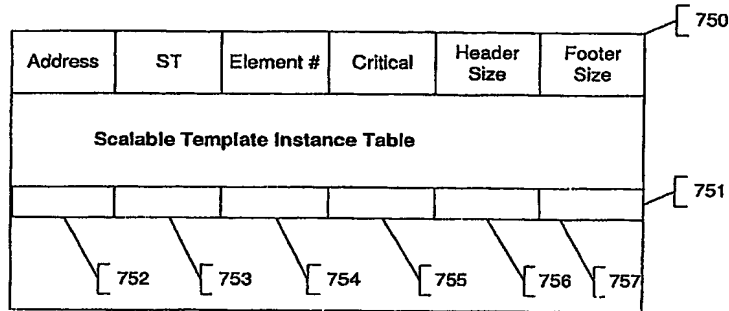 750
Address ST Element # Critical Header Size Footer Size
Scalable Template Instance Table
751
752 753 754 755 756 757